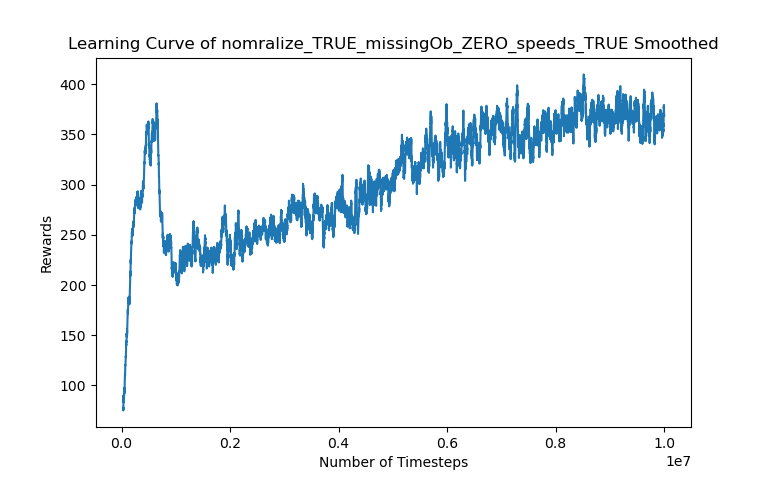 Learning Curve of nomralize_TRUE_missingOb_ZERO_speeds_TRUE Smoothed
400
350
300
250
200
150
100
Rewards
0.0 0.2 0.4 0.6 0.8 1.0
1e7
Number of Timesteps